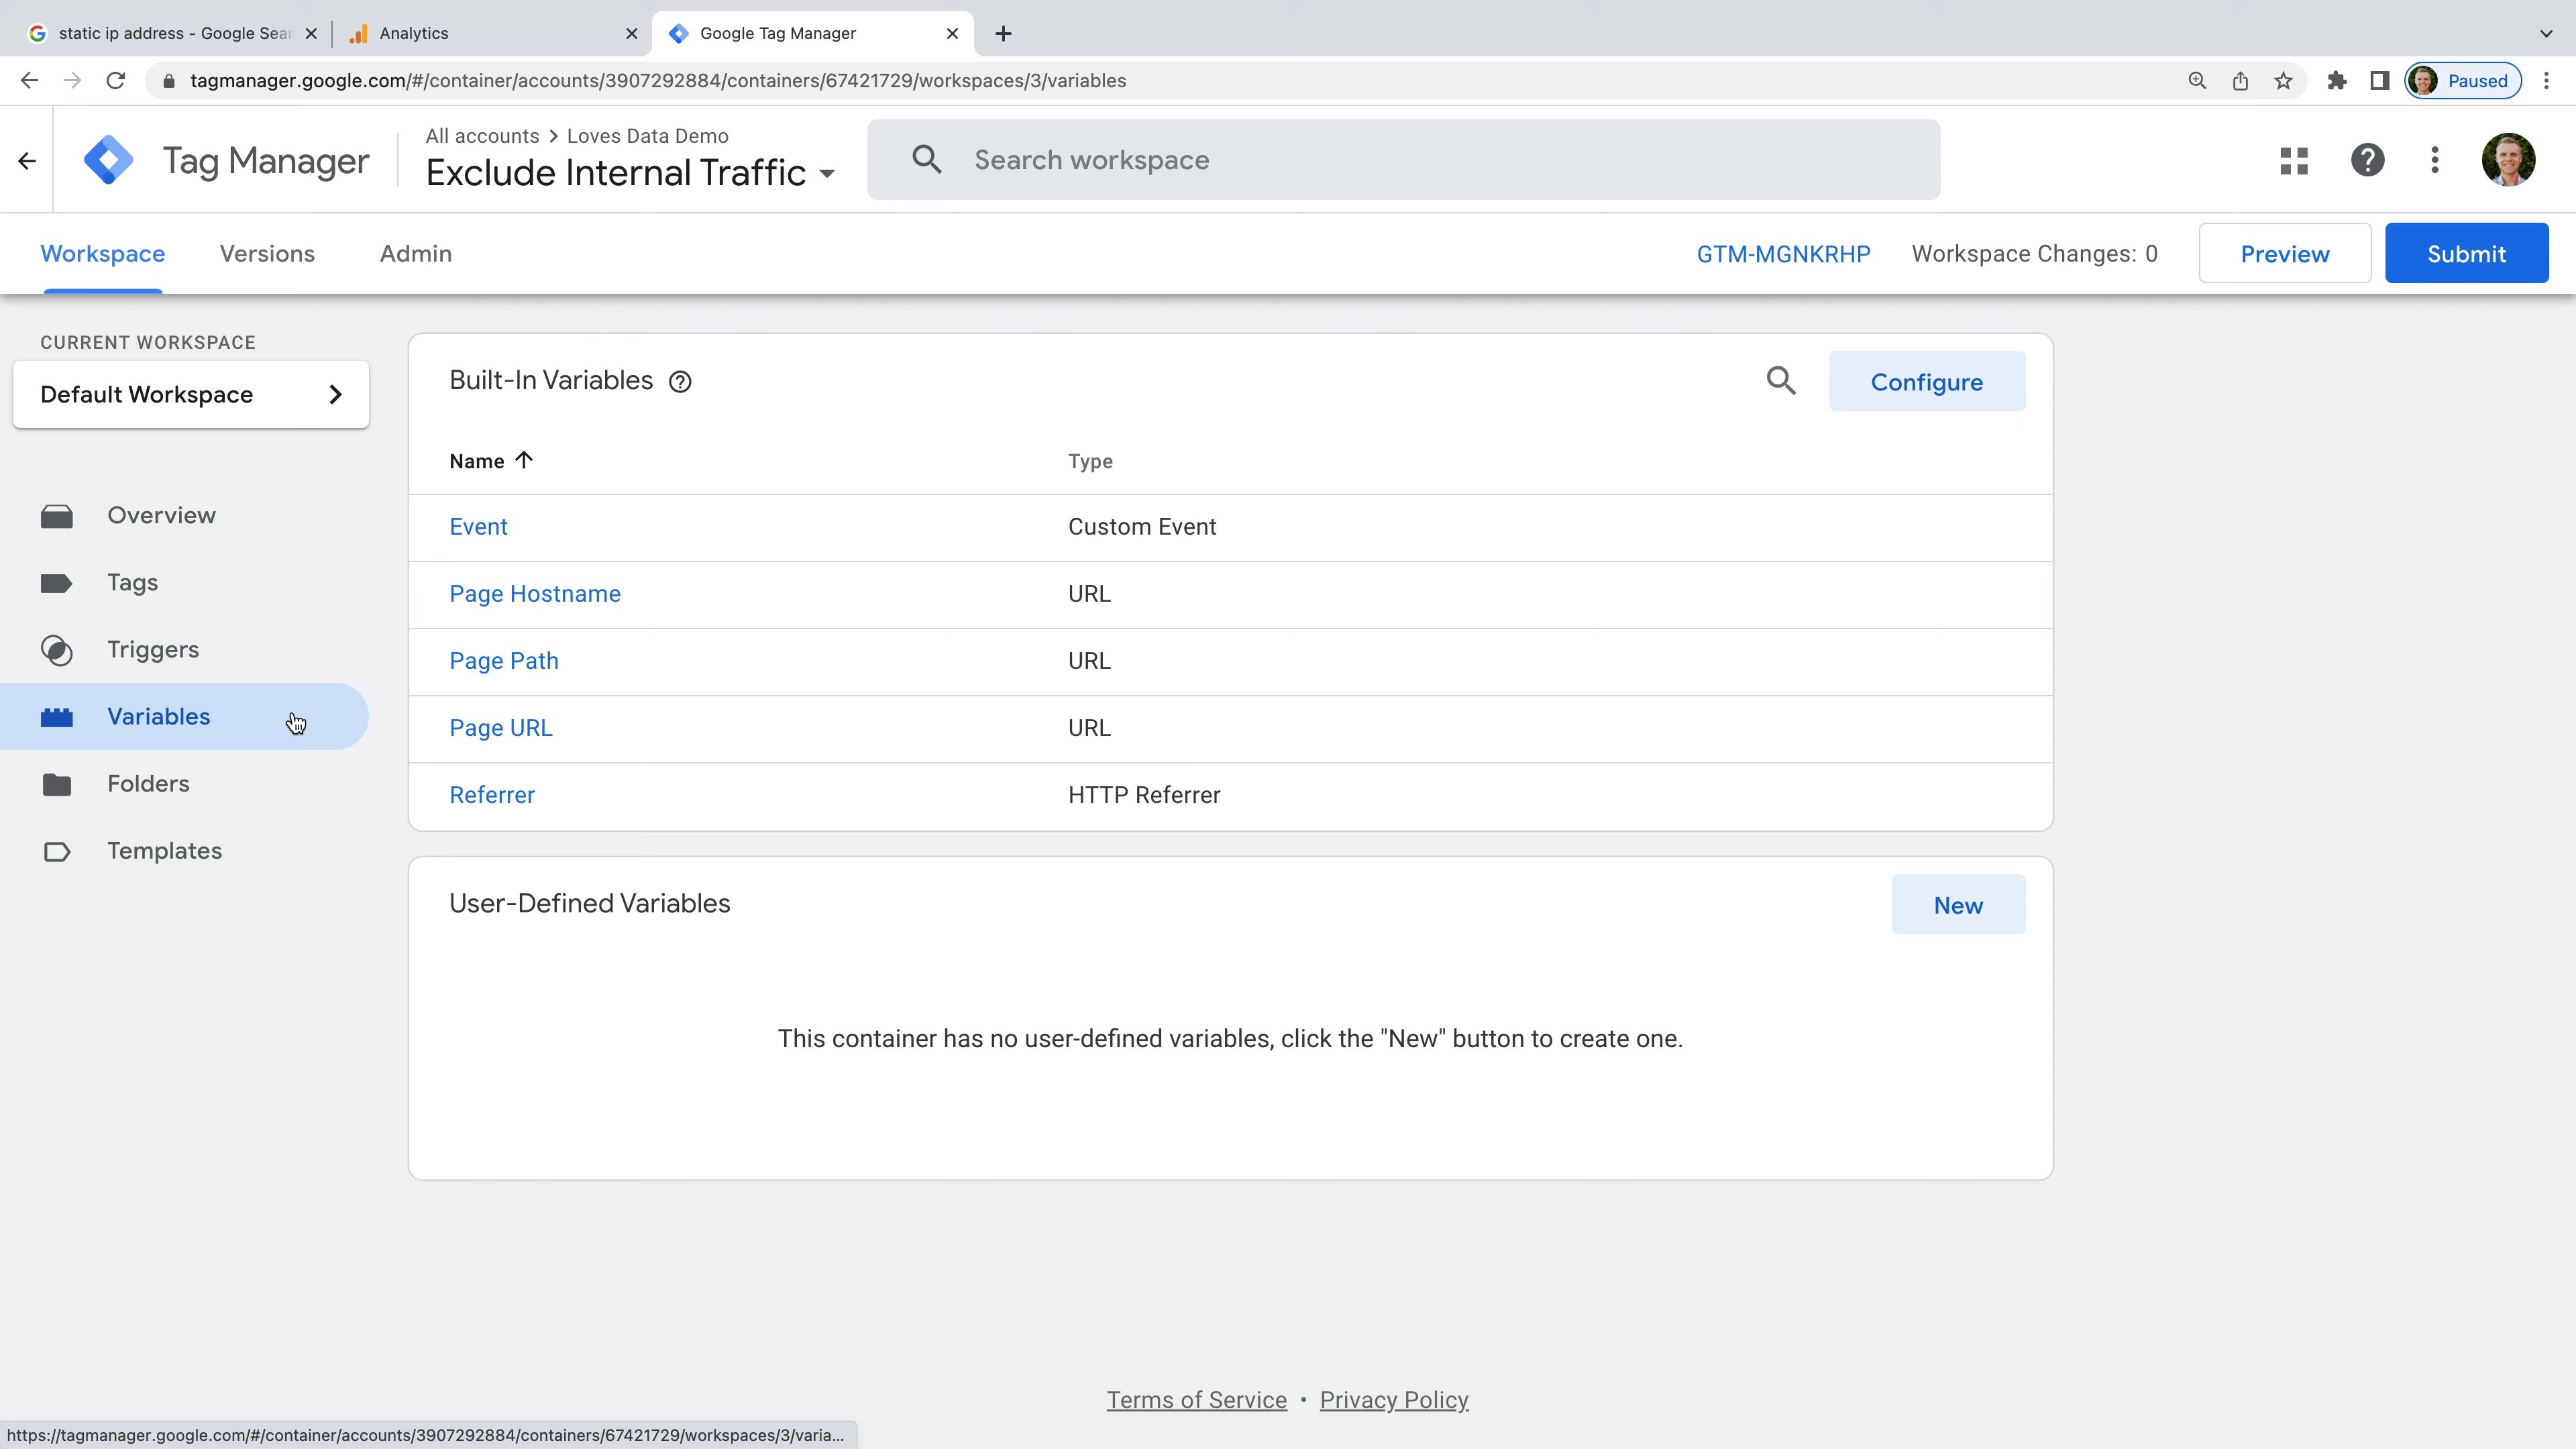 static ip address - Google Sear
Analytics
Google Tag Manager
tagmanager.google.com/#/container/accounts/3907292884/containers/67421729/workspaces/3/variables
Paused
Tag Manager
All accounts > Loves Data Demo
Exclude Internal Traffic
Search workspace
Workspace
Versions
Admin
GTM-MGNKRHP
Workspace Changes: 0
Preview
Submit
CURRENT WORKSPACE
Default Workspace
Overview
Tags
Triggers
Variables
Folders
Templates
Built-In Variables
Configure
Name
Type
Event
Custom Event
Page Hostname
URL
Page Path
URL
Page URL
URL
Referrer
HTTP Referrer
User-Defined Variables
New
This container has no user-defined variables, click the "New" button to create one.
Terms of Service • Privacy Policy
https://tagmanager.google.com/#/container/accounts/3907292884/containers/67421729/workspaces/3/varia...